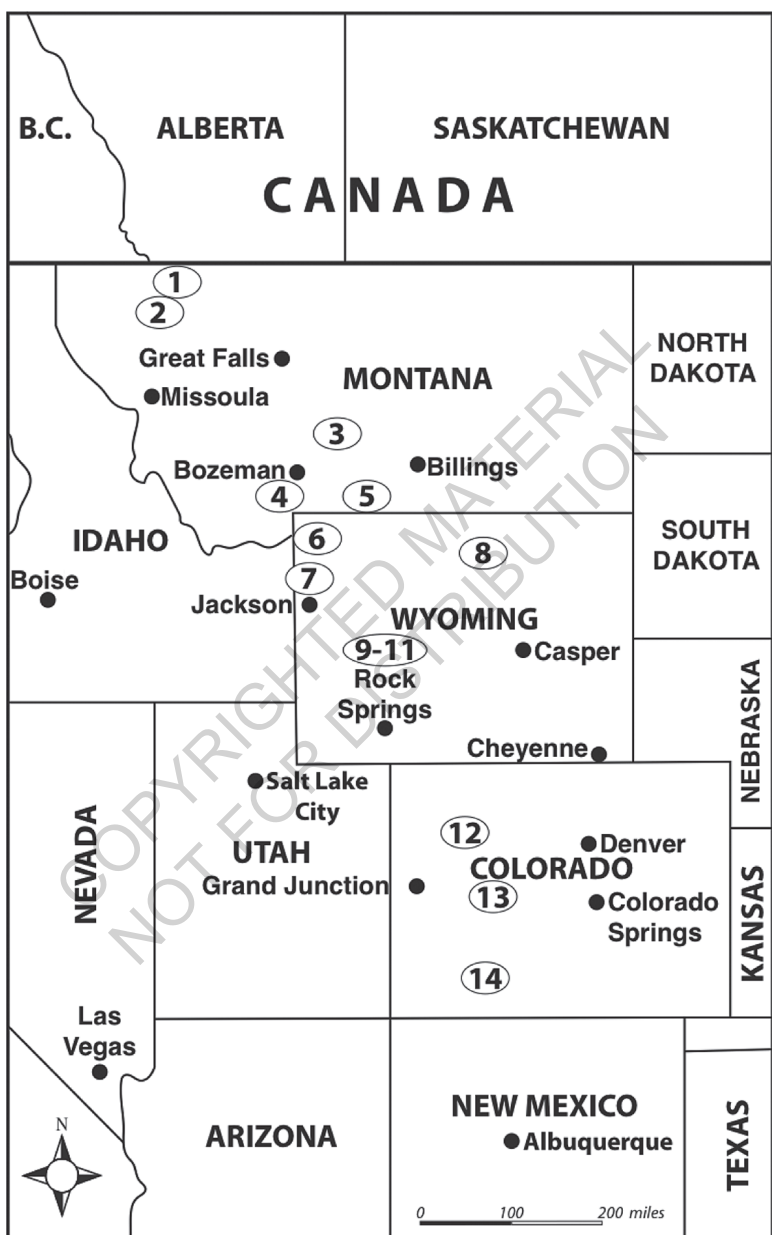 B.C.
ALBERTA
SASKATCHEWAN
CANADA
1
2
Great Falls
MONTANA
NORTH
DAKOTA
Missoula
3
Bozeman
Billings
4
5
IDAHO
6
8
SOUTH
DAKOTA
Boise
7
Jackson
WYOMING
9-11
Casper
Rock
Springs
NEBRASKA
Cheyenne
Salt Lake
City
NEVADA
UTAH
12
Denver
COLORADO
Grand Junction
13
Colorado
Springs
KANSAS
14
Las
Vegas
N
ARIZONA
NEW MEXICO
Albuquerque
TEXAS
0 100 200 miles
COPYRIGHTED MATERIAL
NOT FOR DISTRIBUTION